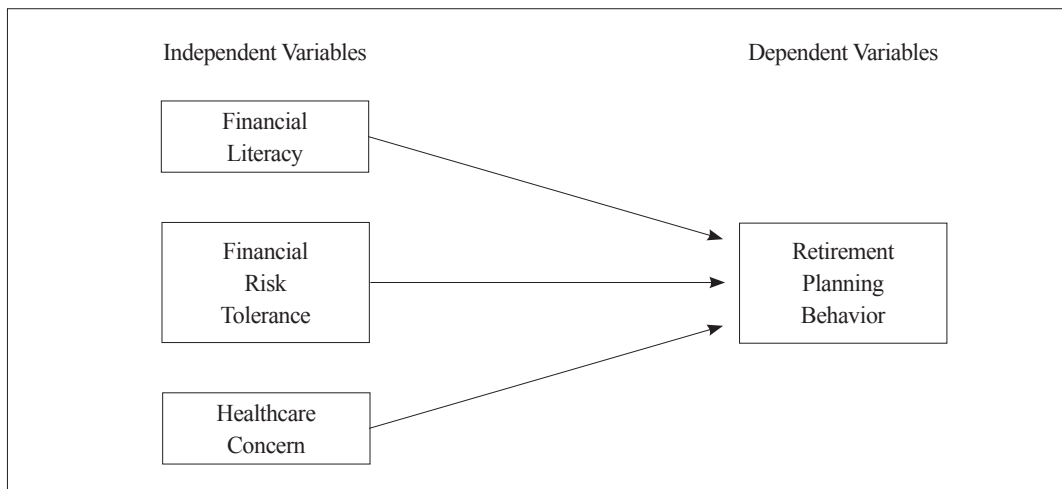 Independent Variables
Dependent Variables
Financial
Literacy
Financial
Risk
Tolerance
Retirement
Planning
Behavior
Healthcare
Concern